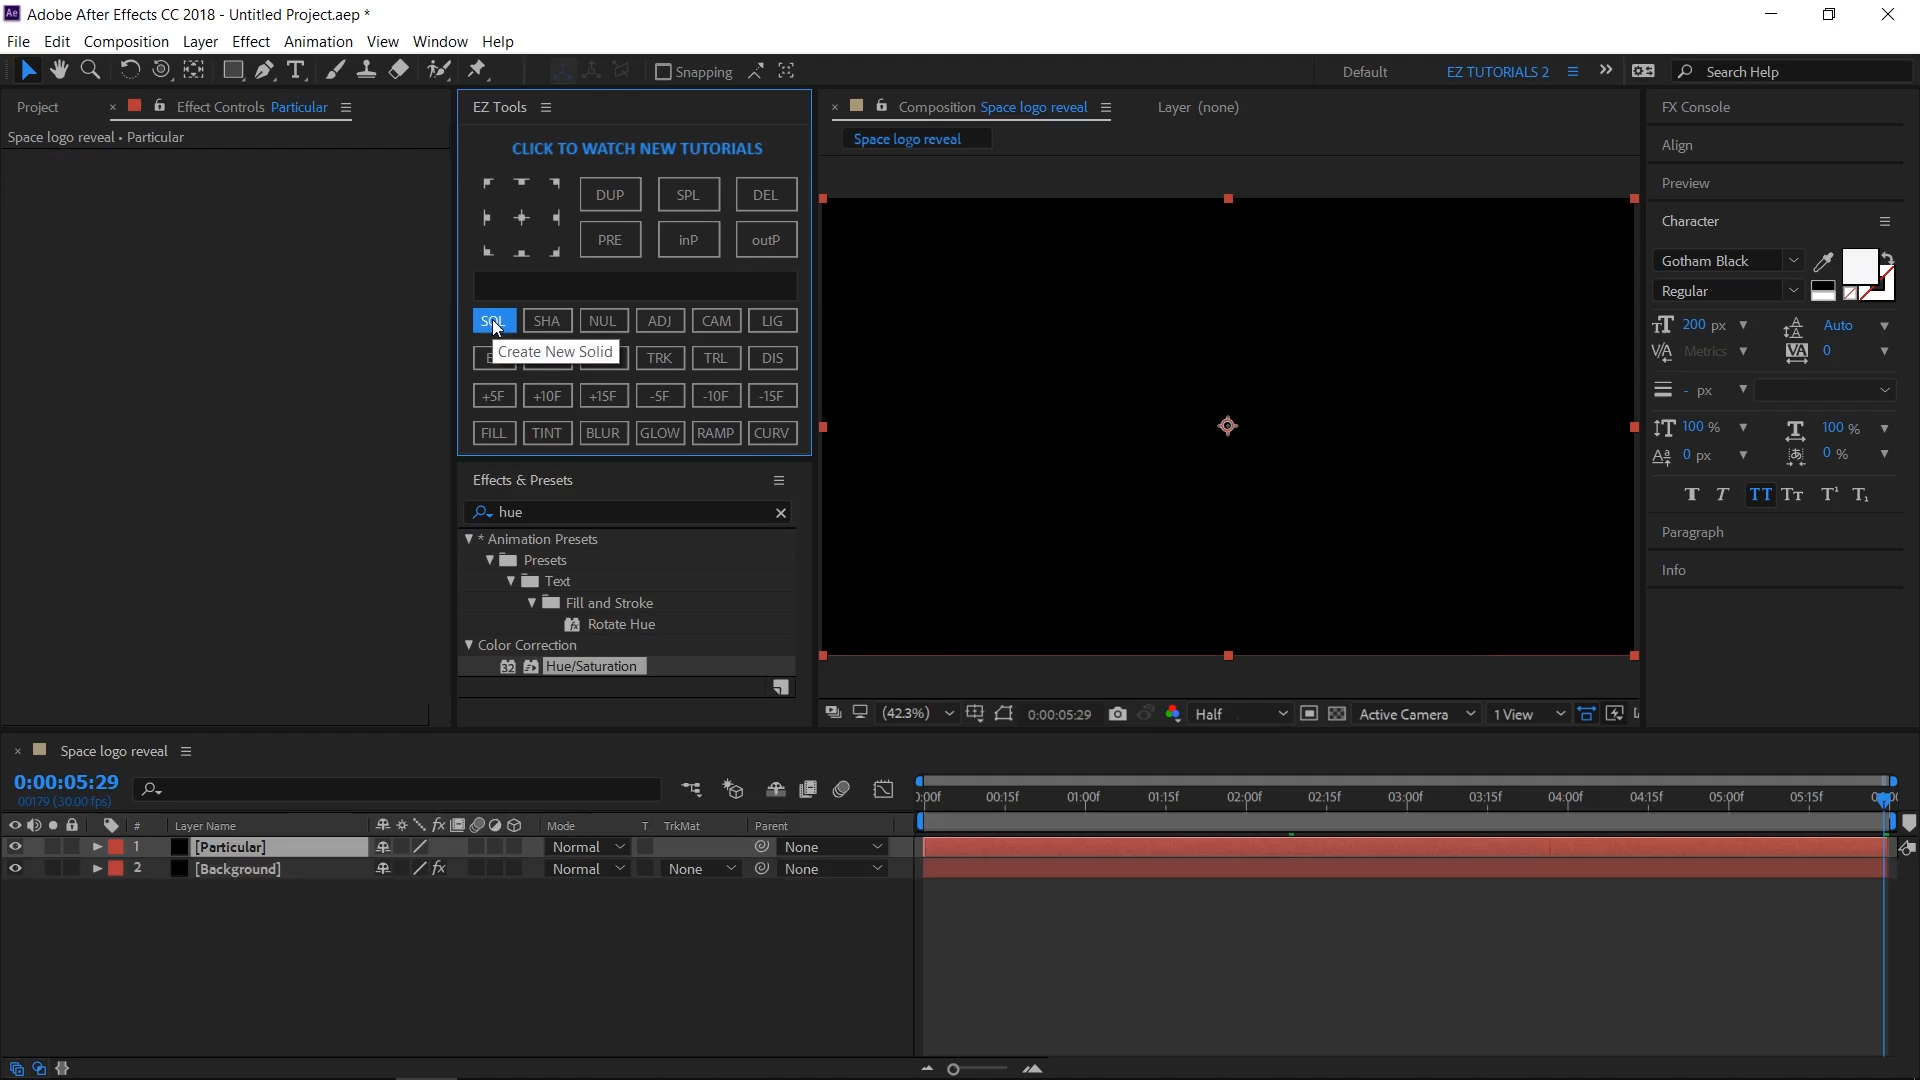 Ae Adobe After Effects CC 2018 - Untitled Project.aep *
File Edit Composition Layer Effect Animation View Window Help
Snapping
Default EZ TUTORIALS 2 Search Help
Project Effect Controls Particular
Space logo reveal • Particular
EZ Tools
CLICK TO WATCH NEW TUTORIALS
DUP SPL DEL
PRE inP outP
SOL SHA NUL ADJ CAM LIG
Create New Solid
TRK TRL DIS
+5F +10F +15F -5F -10F -15F
FILL TINT BLUR GLOW RAMP CURV
Effects & Presets
hue
* Animation Presets
Presets
Text
Fill and Stroke
Rotate Hue
Color Correction
32 Hue/Saturation
Composition Space logo reveal Layer (none)
Space logo reveal
(42.3%) 0:00:05:29 Half Active Camera 1 View
FX Console
Align
Preview
Character
Gotham Black
Regular
200 px Auto
Metrics 0
- px
100 % 100 %
0 px 0 %
T T TT Tт T¹ T₁
Paragraph
Info
Space logo reveal
0:00:05:29
00179 (30.00 fps)
00:15f 01:00f 01:15f 02:00f 02:15f 03:00f 03:15f 04:00f 04:15f 05:00f 05:15f
# Layer Name fx Mode T TrkMat Parent
1 [Particular] Normal None
2 [Background] fx Normal None None